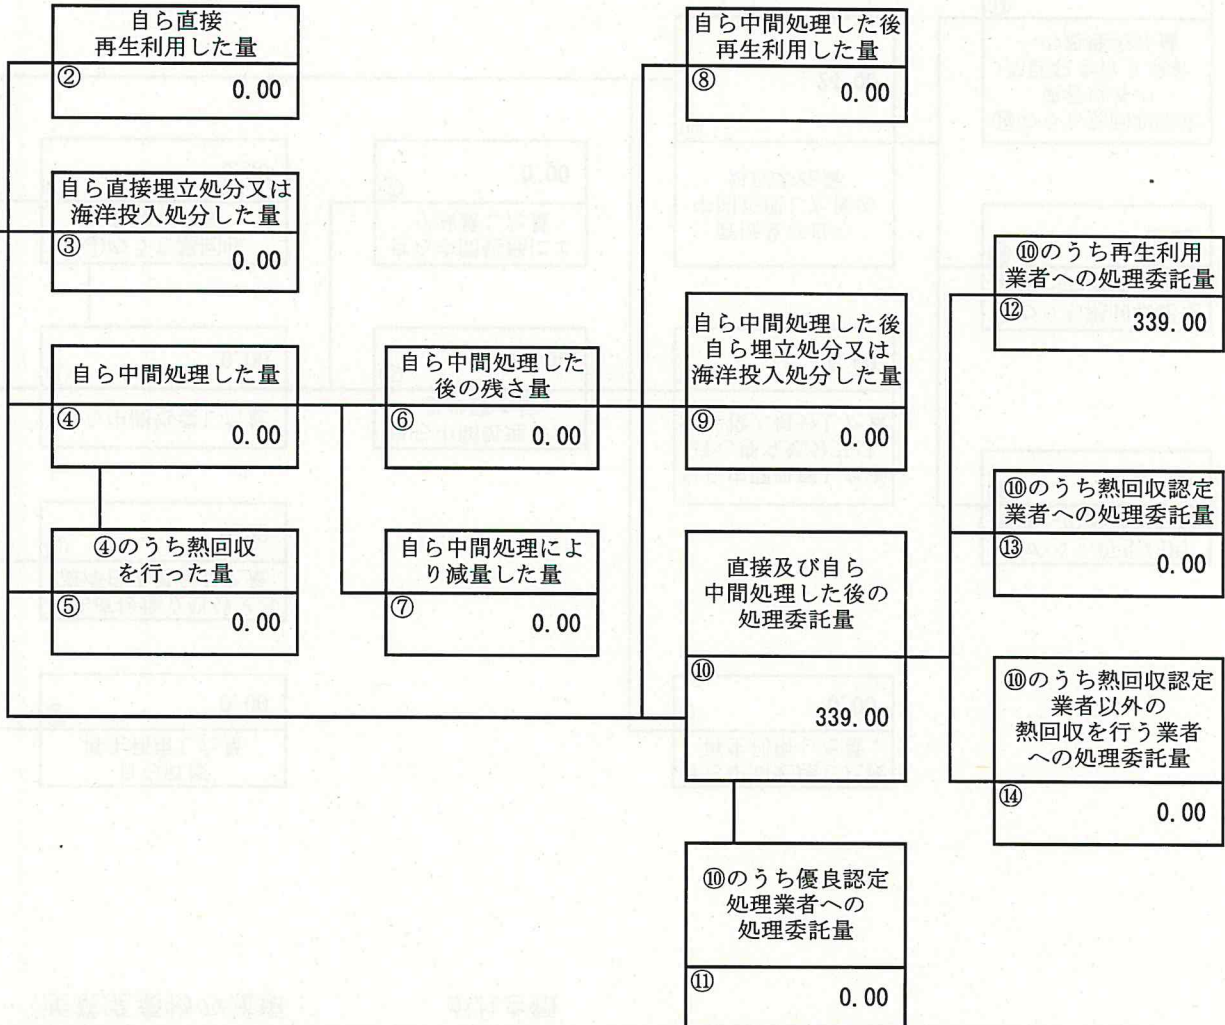 自ら直接
再生利用した量
②
0.00
自ら直接埋立処分又は
海洋投入処分した量
③
0.00
自ら中間処理した量
④
0.00
④のうち熱回収
を行った量
⑤
0.00
自ら中間処理した
後の残さ量
⑥
0.00
自ら中間処理によ
り減量した量
⑦
0.00
自ら中間処理した後
再生利用した量
⑧
0.00
自ら中間処理した後
自ら埋立処分又は
海洋投入処分した量
⑨
0.00
直接及び自ら
中間処理した後の
処理委託量
⑩
339.00
⑩のうち優良認定
処理業者への
処理委託量
⑪
0.00
⑩のうち再生利用
業者への処理委託量
⑫
339.00
⑩のうち熱回収認定
業者への処理委託量
⑬
0.00
⑩のうち熱回収認定
業者以外の
熱回収を行う業者
への処理委託量
⑭
0.00